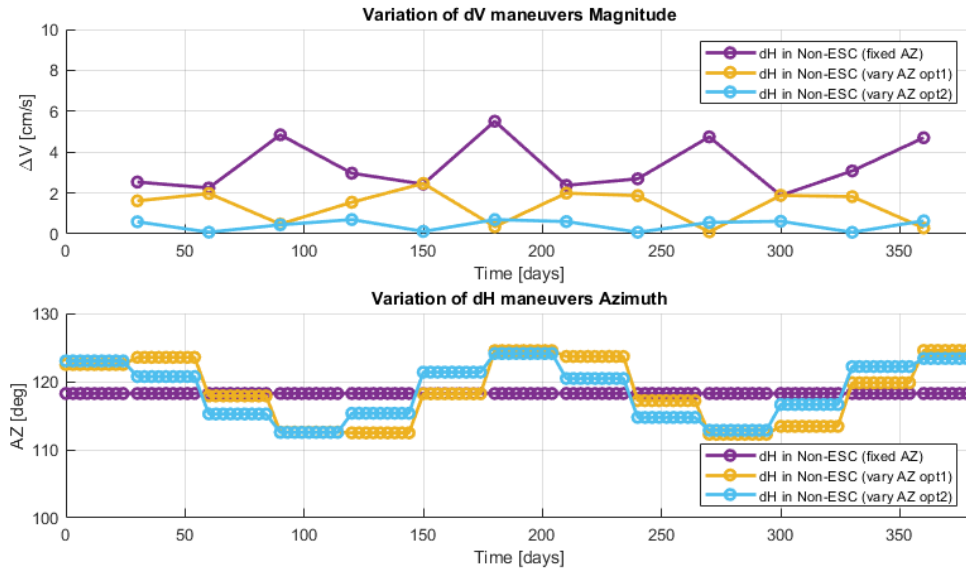 Variation of dV maneuvers Magnitude
10
8
6
4
2
0
Δ V [cm/s]
dH in Non-ESC (fixed AZ)
dH in Non-ESC (vary AZ opt1)
dH in Non-ESC (vary AZ opt2)
0 50 100 150 200 250 300 350
Time [days]
Variation of dH maneuvers Azimuth
130
120
110
100
AZ [deg]
dH in Non-ESC (fixed AZ)
dH in Non-ESC (vary AZ opt1)
dH in Non-ESC (vary AZ opt2)
0 50 100 150 200 250 300 350
Time [days]